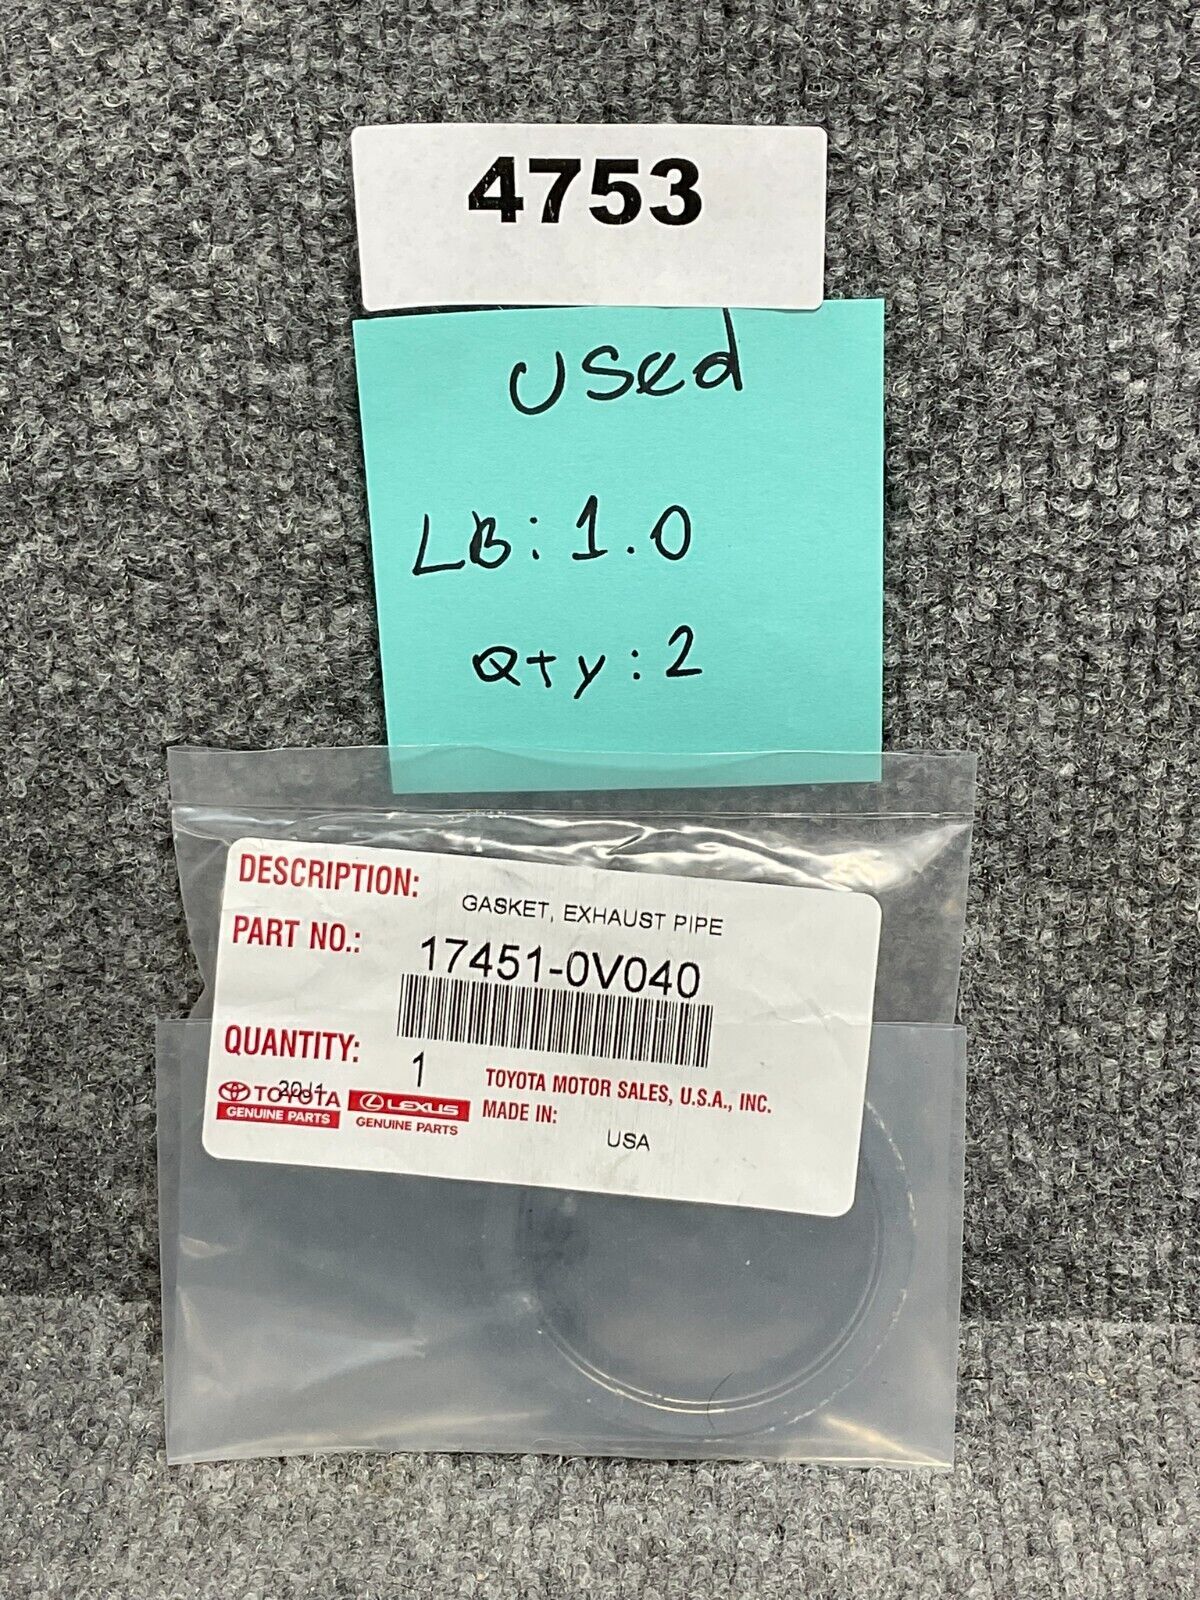 4753
used
LB: 1.0
Qty: 2
DESCRIPTION: GASKET, EXHAUST PIPE
PART NO.: 17451-0V040
QUANTITY: 1
TOYOTA
GENUINE PARTS
LEXUS
GENUINE PARTS
TOYOTA MOTOR SALES, U.S.A., INC.
MADE IN: USA